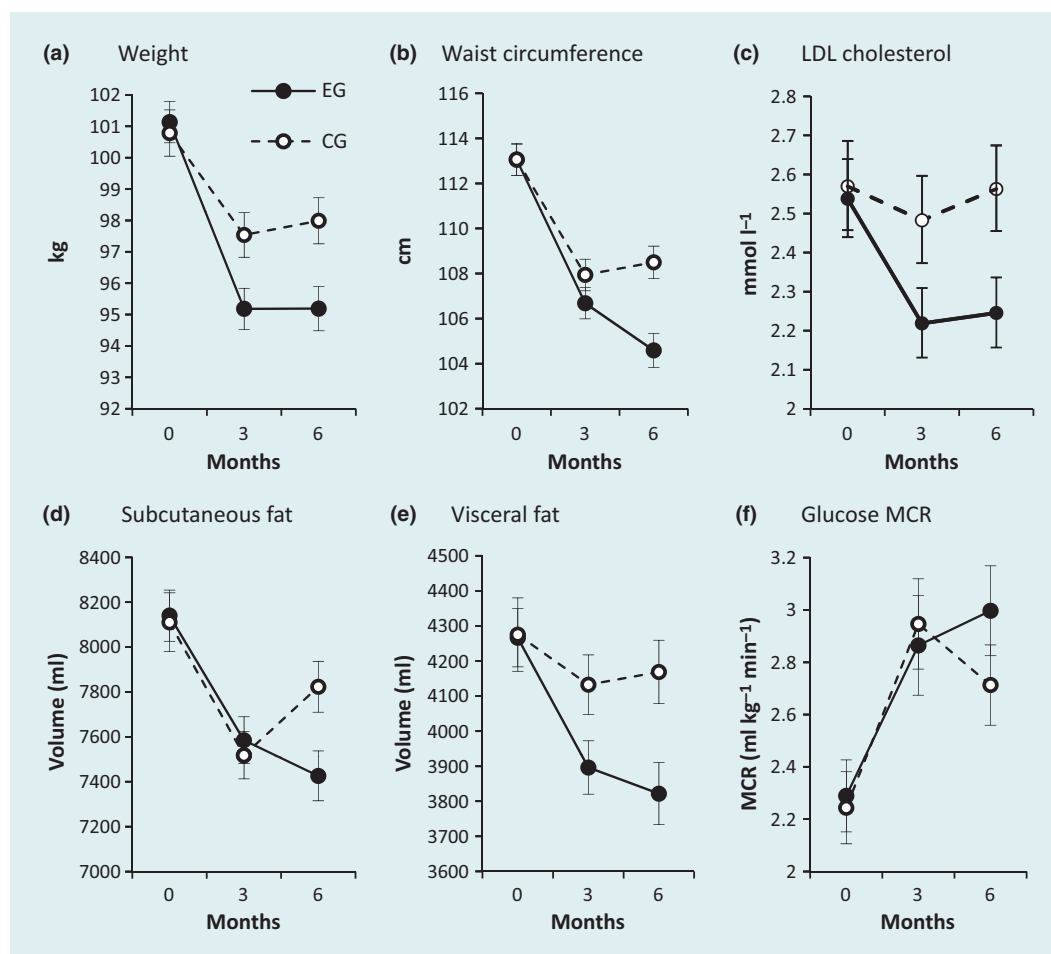 (a) Weight
EG
CG
102
101
100
99
98
97
96
95
94
93
92
kg
0 3 6
Months
(b) Waist circumference
116
114
112
110
108
106
104
102
cm
0 3 6
Months
(c) LDL cholesterol
2.8
2.7
2.6
2.5
2.4
2.3
2.2
2.1
2
mmol l⁻¹
0 3 6
Months
(d) Subcutaneous fat
8400
8200
8000
7800
7600
7400
7200
7000
Volume (ml)
0 3 6
Months
(e) Visceral fat
4500
4400
4300
4200
4100
4000
3900
3800
3700
3600
Volume (ml)
0 3 6
Months
(f) Glucose MCR
3.2
3
2.8
2.6
2.4
2.2
2
MCR (ml kg⁻¹ min⁻¹)
0 3 6
Months